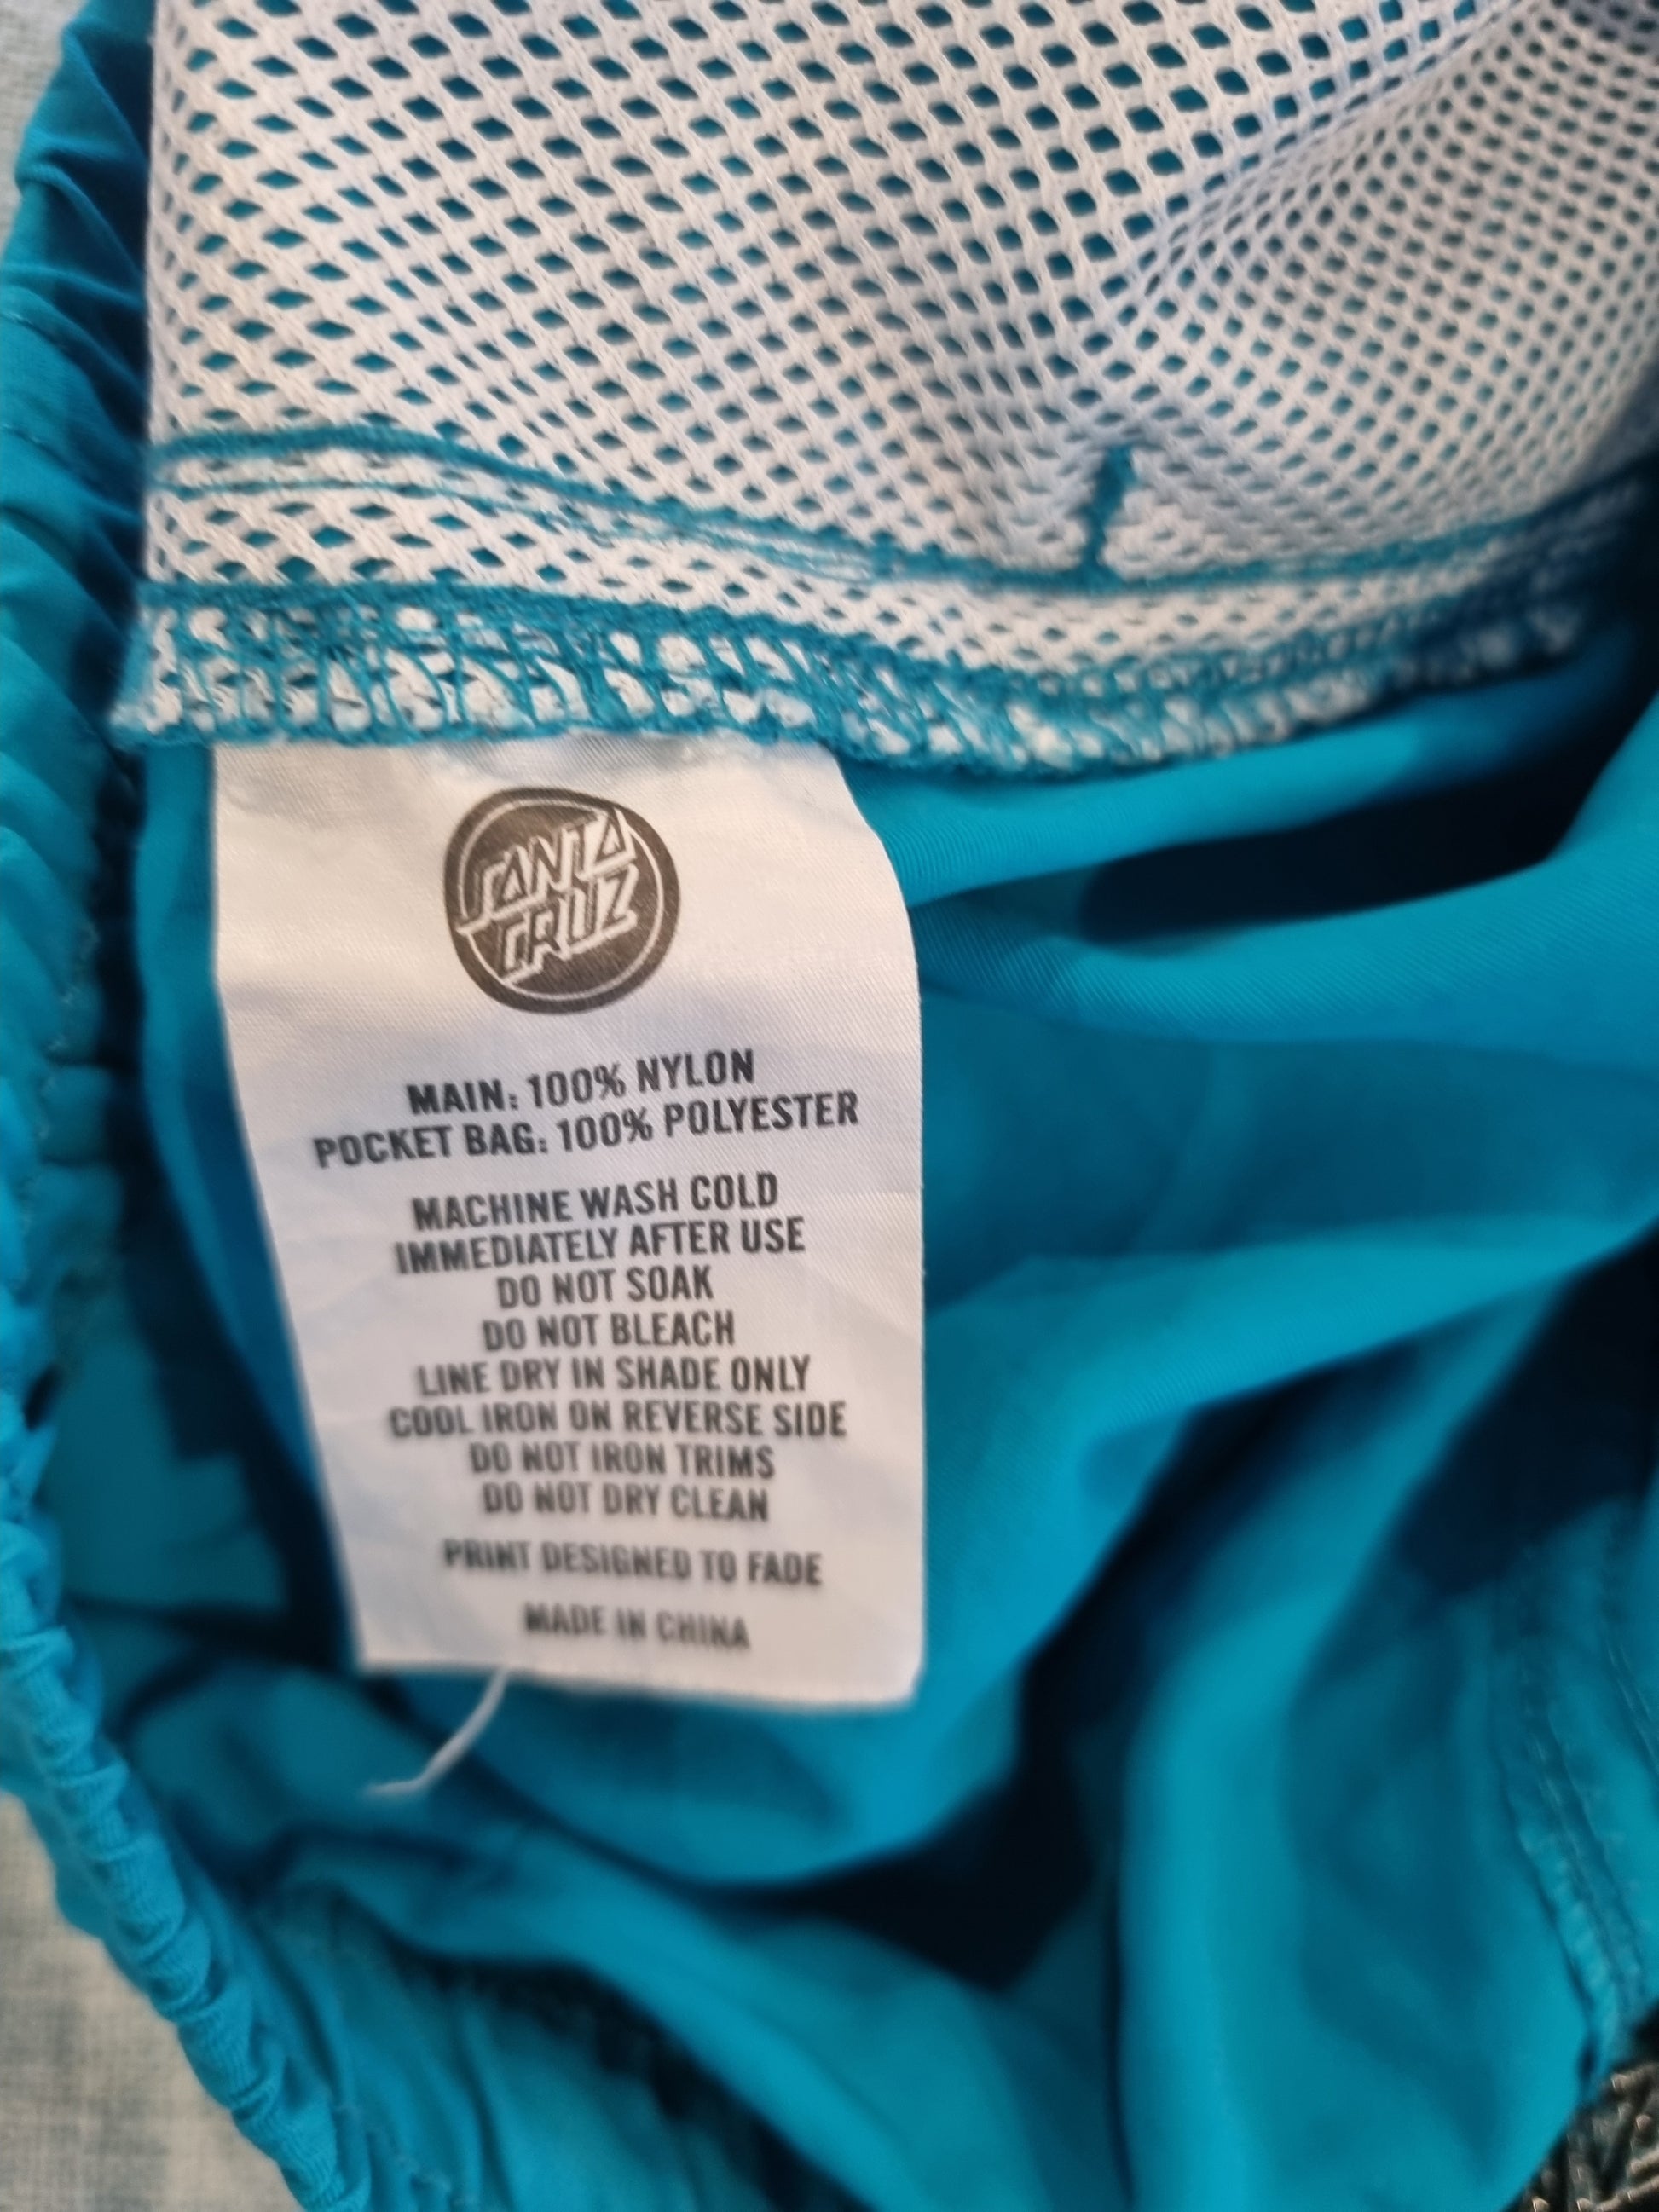 SANTA
CRUZ
MAIN: 100% NYLON
POCKET BAG: 100% POLYESTER
MACHINE WASH COLD
IMMEDIATELY AFTER USE
DO NOT SOAK
DO NOT BLEACH
LINE DRY IN SHADE ONLY
COOL IRON ON REVERSE SIDE
DO NOT IRON TRIMS
DO NOT DRY CLEAN
PRINT DESIGNED TO FADE
MADE IN CHINA